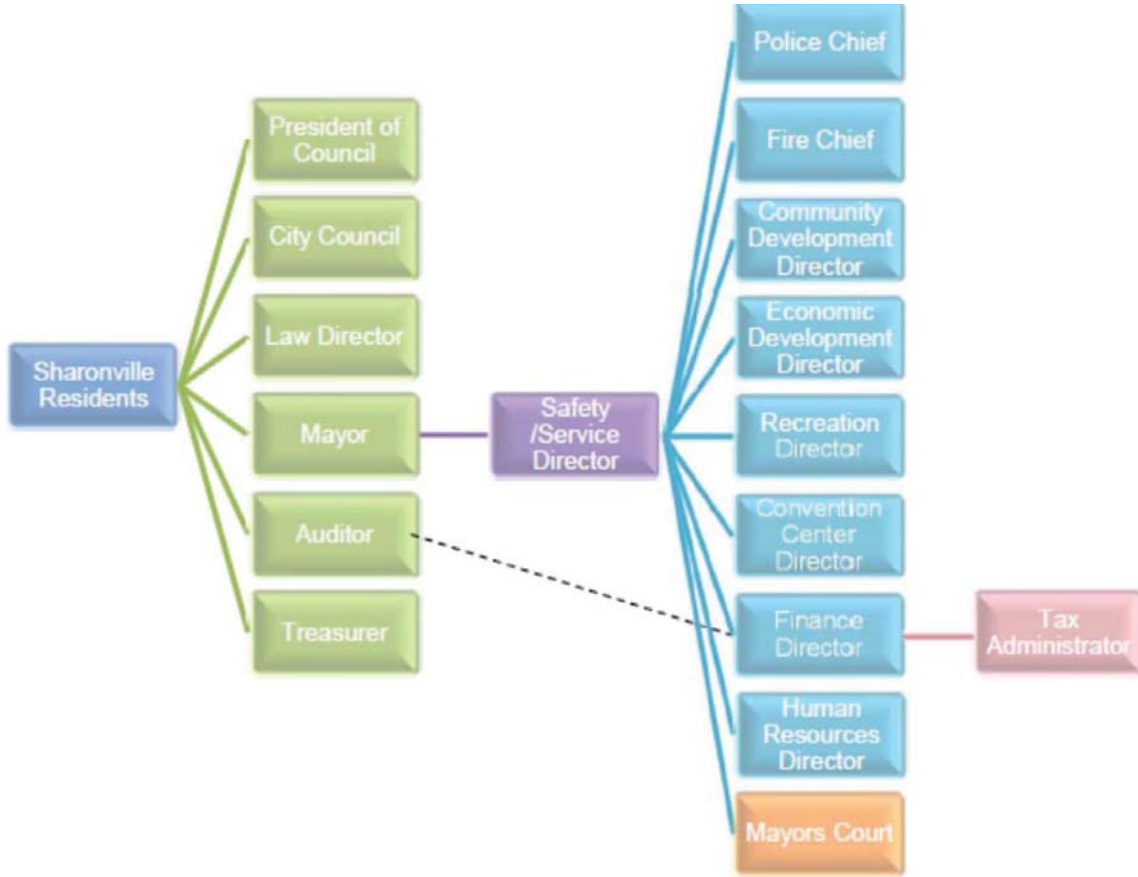 Sharonville
Residents
President of
Council
City Council
Law Director
Mayor
Auditor
Treasurer
Safety
/Service
Director
Police Chief
Fire Chief
Community
Development
Director
Economic
Development
Director
Recreation
Director
Convention
Center
Director
Finance
Director
Human
Resources
Director
Mayors Court
Tax
Administrator